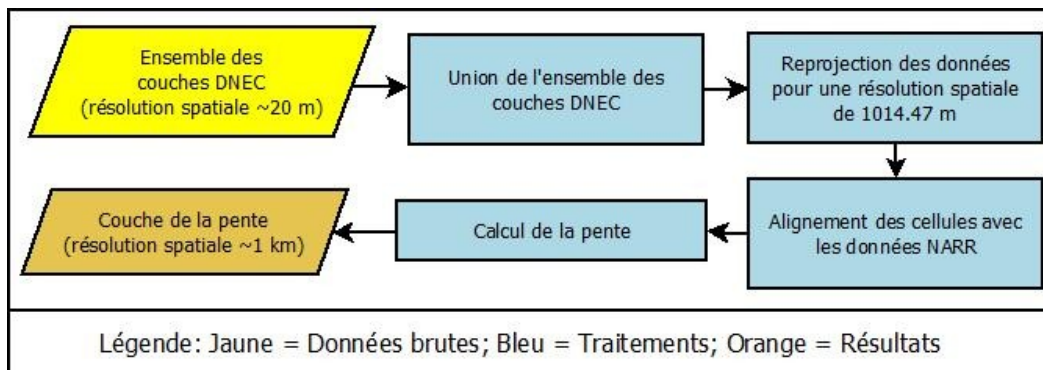 Ensemble des
couches DNEC
(résolution spatiale ~20 m)
Union de l'ensemble des
couches DNEC
Reprojection des données
pour une résolution spatiale
de 1014.47 m
Alignement des cellules avec
les données NARR
Calcul de la pente
Couche de la pente
(résolution spatiale ~1 km)
Légende: Jaune = Données brutes; Bleu = Traitements; Orange = Résultats